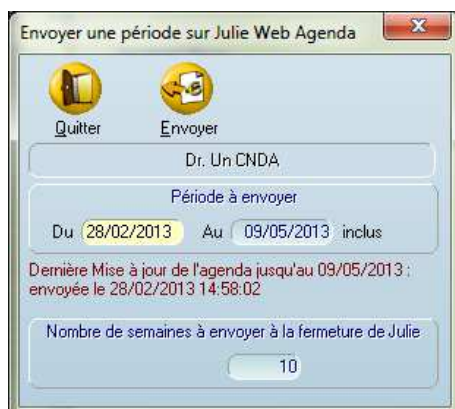 Envoyer une période sur Julie Web Agenda
Quitter
Envoyer
Dr. Un CNDA
Période à envoyer
Du 28/02/2013 Au 09/05/2013 inclus
Dernière Mise à jour de l'agenda jusqu'au 09/05/2013 :
envoyée le 28/02/2013 14:58:02
Nombre de semaines à envoyer à la fermeture de Julie
10